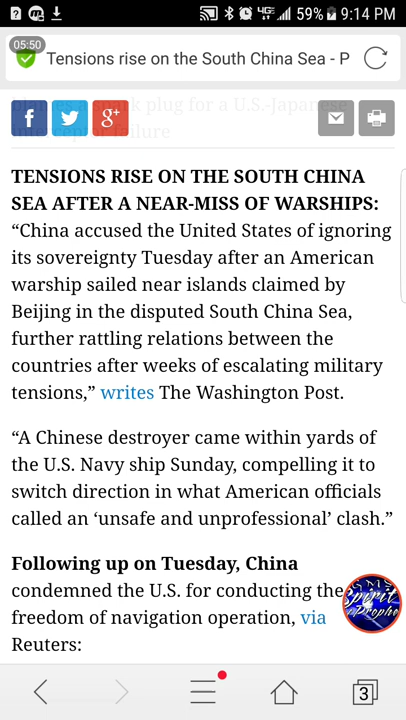 59% 9:14 PM
05:50
Tensions rise on the South China Sea - P
TENSIONS RISE ON THE SOUTH CHINA
SEA AFTER A NEAR-MISS OF WARSHIPS:
“China accused the United States of ignoring
its sovereignty Tuesday after an American
warship sailed near islands claimed by
Beijing in the disputed South China Sea,
further rattling relations between the
countries after weeks of escalating military
tensions,” writes The Washington Post.
“A Chinese destroyer came within yards of
the U.S. Navy ship Sunday, compelling it to
switch direction in what American officials
called an ‘unsafe and unprofessional’ clash.”
Following up on Tuesday, China
condemned the U.S. for conducting the
freedom of navigation operation, via
Reuters:
3